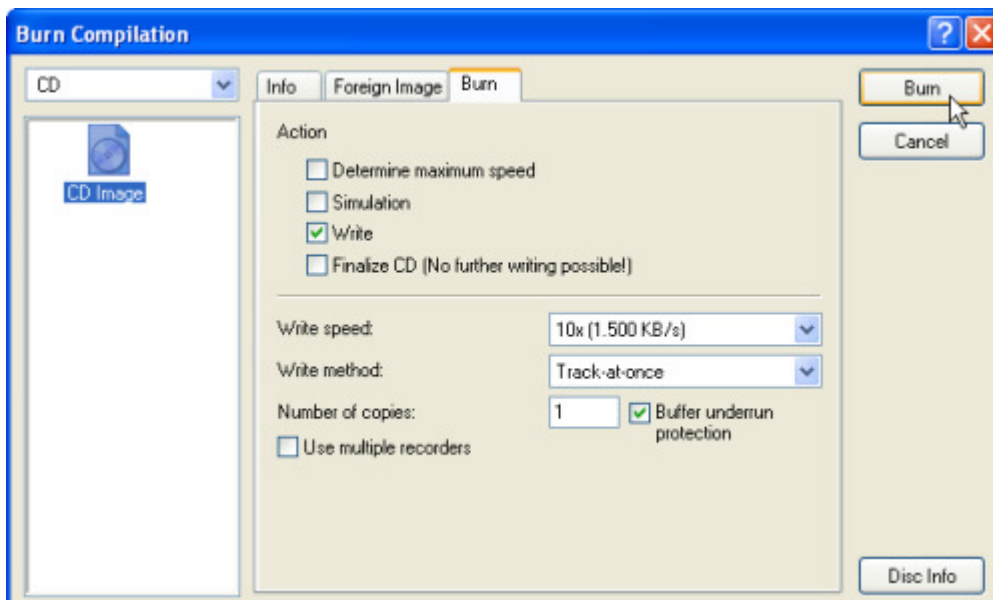 Burn Compilation
CD
CD Image
Info
Foreign Image
Burn
Action
Determine maximum speed
Simulation
Write
Finalize CD (No further writing possible!)
Write speed:
10x (1.500 KB/s)
Write method:
Track-at-once
Number of copies:
1
Buffer underrun
protection
Use multiple recorders
Burn
Cancel
Disc Info